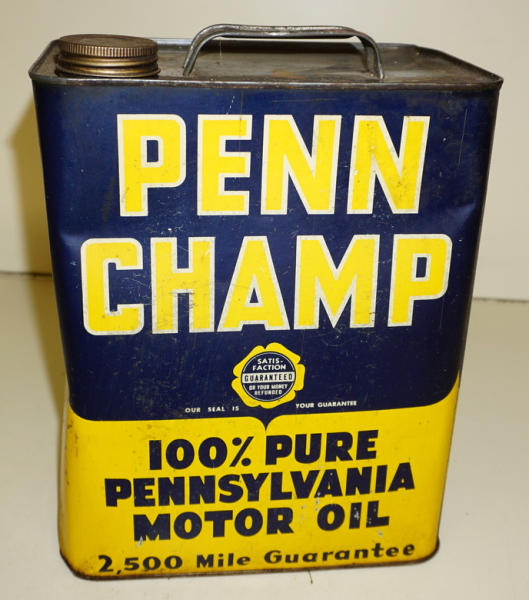 PENN
CHAMP
SATIS-
FACTION
GUARANTEED
OR YOUR MONEY
REFUNDED
OUR SEAL IS YOUR GUARANTEE
100% PURE
PENNSYLVANIA
MOTOR OIL
2,500 Mile Guarantee